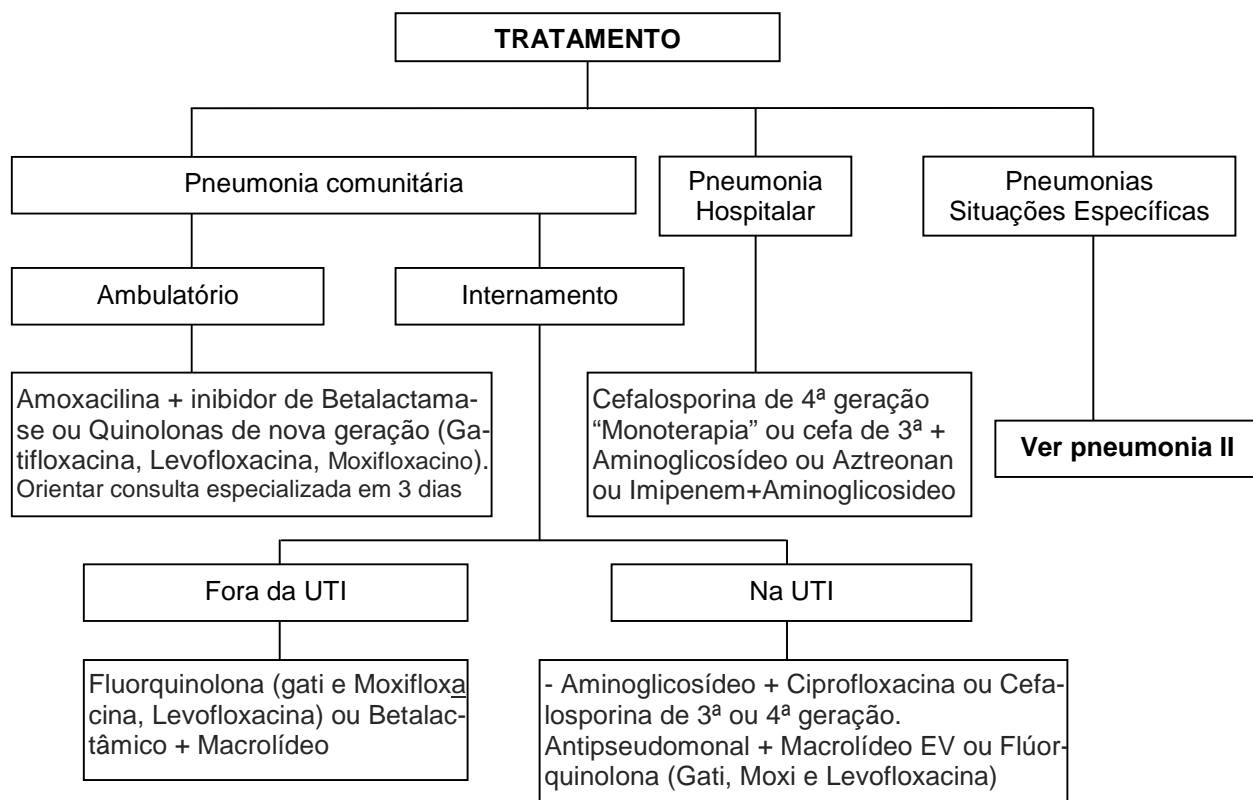 TRATAMENTO
Pneumonia comunitária
Pneumonia
Hospitalar
Pneumonias
Situações Específicas
Ambulatório
Internamento
Amoxacilina + inibidor de Betalactama-
se ou Quinolonas de nova geração (Ga-
tifloxacina, Levofloxacina, Moxifloxacino).
Orientar consulta especializada em 3 dias
Cefalosporina de 4ª geração
“Monoterapia” ou cefa de 3ª +
Aminoglicosídeo ou Aztreonan
ou Imipenem+Aminoglicosideo
Ver pneumonia II
Fora da UTI
Na UTI
Fluorquinolona (gati e Moxifloxa
cina, Levofloxacina) ou Betalac-
tâmico + Macrolídeo
- Aminoglicosídeo + Ciprofloxacina ou Cefa-
losporina de 3ª ou 4ª geração.
Antipseudomonal + Macrolídeo EV ou Flúor-
quinolona (Gati, Moxi e Levofloxacina)